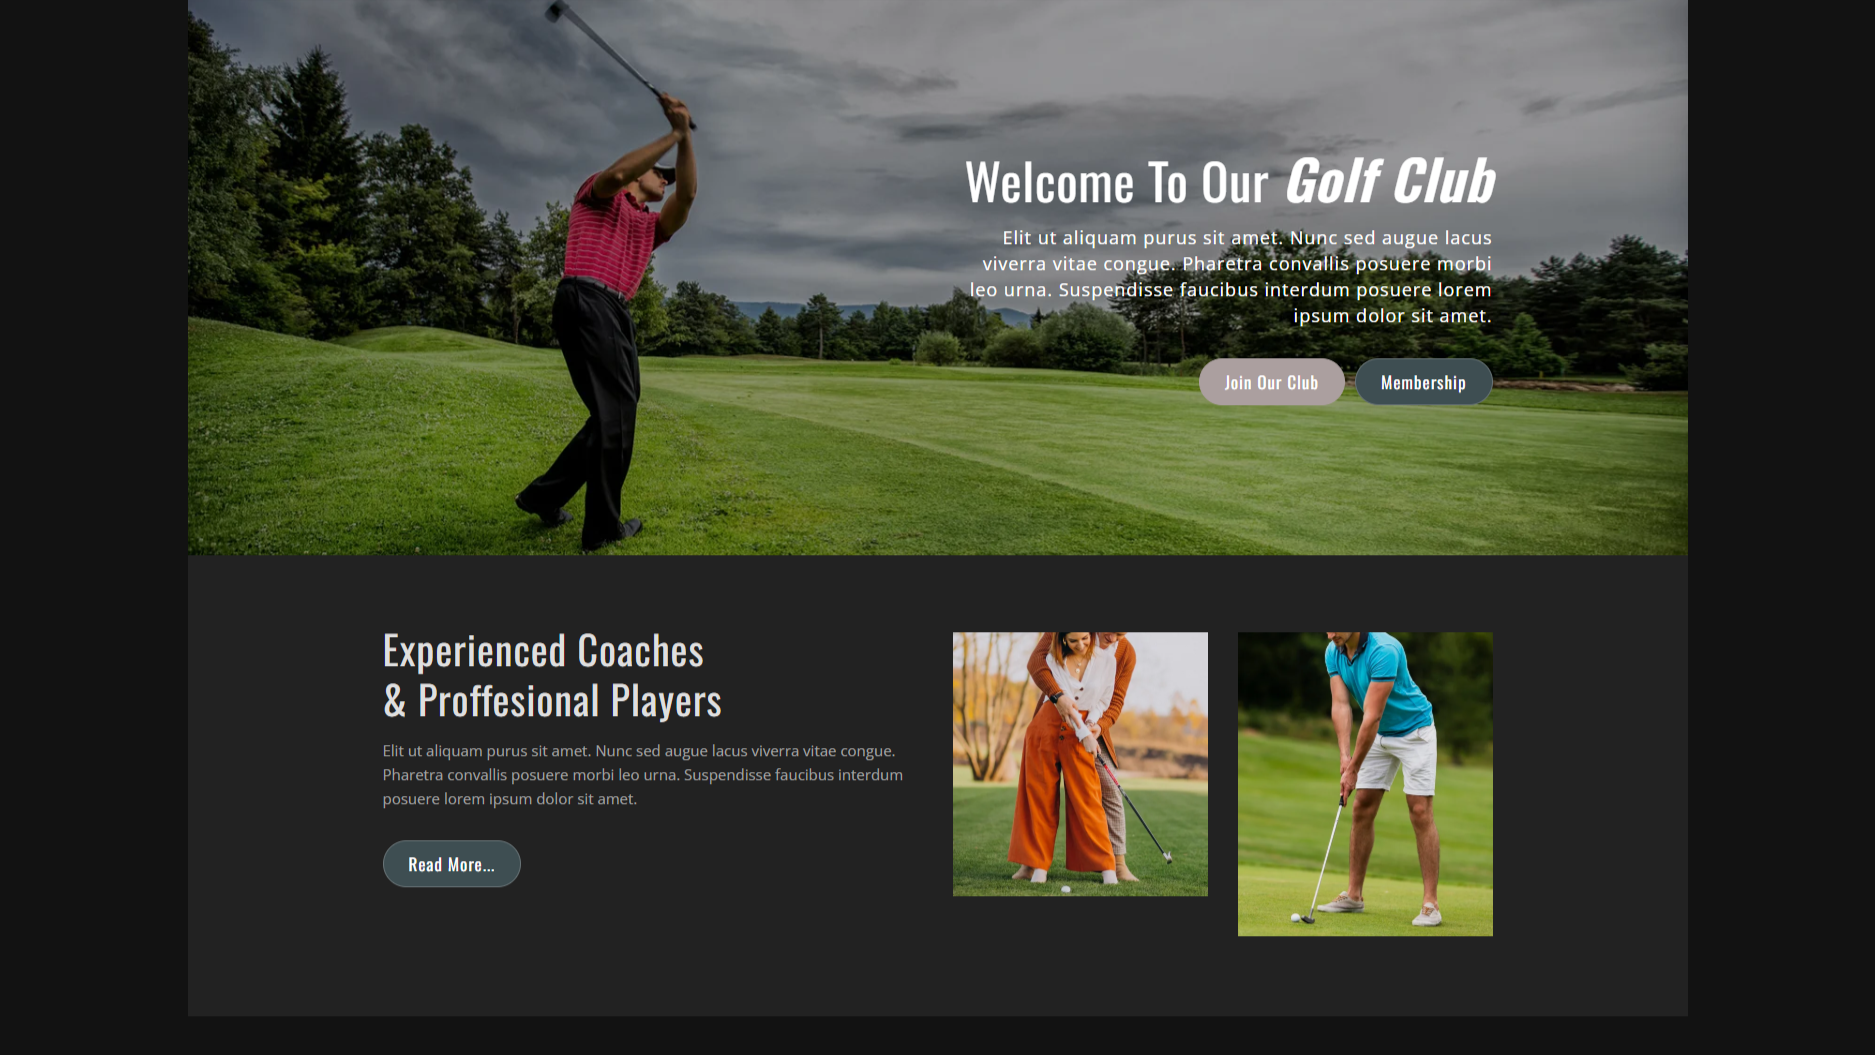 Welcome To Our Golf Club
Elit ut aliquam purus sit amet. Nunc sed augue lacus
viverra vitae congue. Pharetra convallis posuere morbi
leo urna. Suspendisse faucibus interdum posuere lorem
ipsum dolor sit amet.
Join Our Club
Membership
Experienced Coaches
& Proffesional Players
Elit ut aliquam purus sit amet. Nunc sed augue lacus viverra vitae congue.
Pharetra convallis posuere morbi leo urna. Suspendisse faucibus interdum
posuere lorem ipsum dolor sit amet.
Read More...